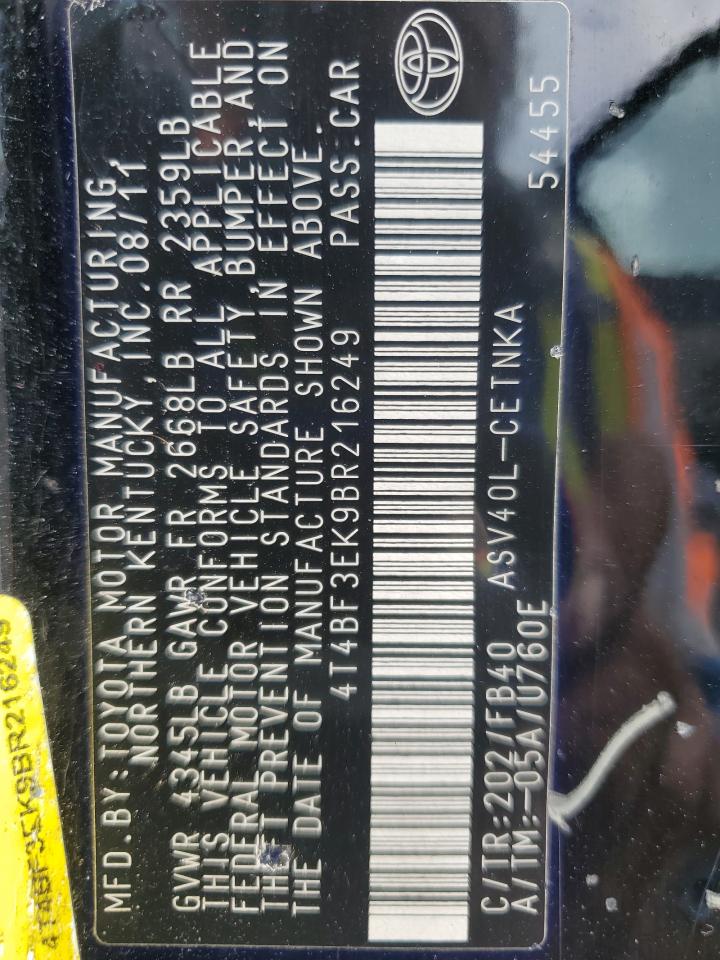 MFD.BY:TOYOTA MOTOR MANUFACTURING,
NORTHERN KENTUCKY,INC.08/11
GVWR 4345LB GAWR FR 2668LB RR 2359LB
THIS VEHICLE CONFORMS TO ALL APPLICABLE
FEDERAL MOTOR VEHICLE SAFETY,BUMPER,AND
THEFT PREVENTION STANDARDS IN EFFECT ON
THE DATE OF MANUFACTURE SHOWN ABOVE.
4T4BF3EK9BR216249 PASS.CAR
C/TR:202/FB40 ASV40L-CETNKA
A/TM:-05A/U760E 54455
4T4BF3EK9BR216249